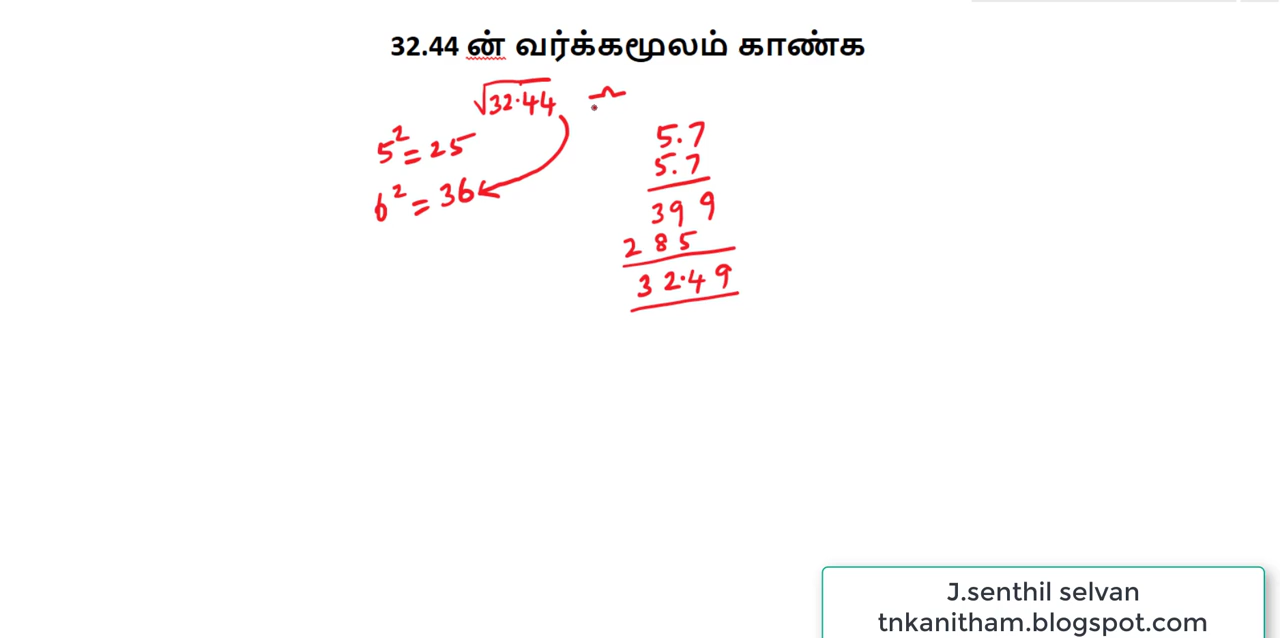 32.44 ன் வர்க்கமூலம் காண்க
√32.44 ≏
5² = 25
6² = 36
5.7
5.7
399
285
32.49
J.senthil selvan
tnkanitham.blogspot.com